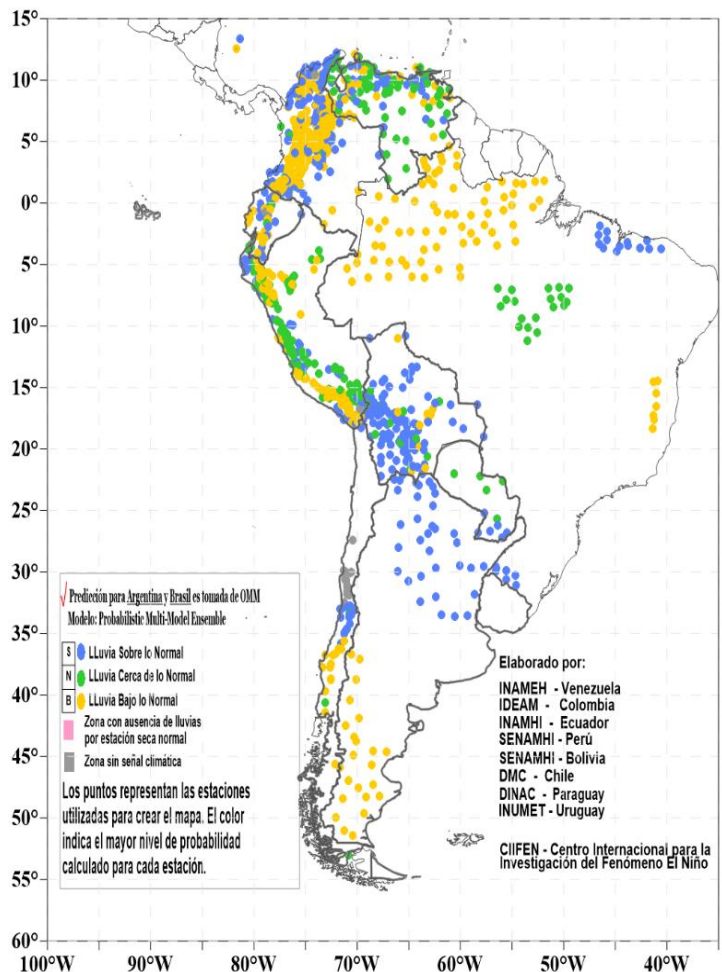 15°
10°
5°
0°
5°
10°
15°
20°
25°
30°
35°
40°
45°
50°
55°
60°
100°W 90°W 80°W 70°W 60°W 50°W 40°W
√ Predicción para Argentina y Brasil es tomada de OMM
Modelo: Probabilistic Multi-Model Ensemble
S LLuvia Sobre lo Normal
N LLuvia Cerca de lo Normal
B LLuvia Bajo lo Normal
Zona con ausencia de lluvias
por estación seca normal
Zona sin señal climática
Los puntos representan las estaciones
utilizadas para crear el mapa. El color
indica el mayor nivel de probabilidad
calculado para cada estación.
Elaborado por:
INAMEH - Venezuela
IDEAM - Colombia
INAMHI - Ecuador
SENAMHI - Perú
SENAMHI - Bolivia
DMC - Chile
DINAC - Paraguay
INUMET - Uruguay
CIIFEN - Centro Internacional para la
Investigación del Fenómeno El Niño